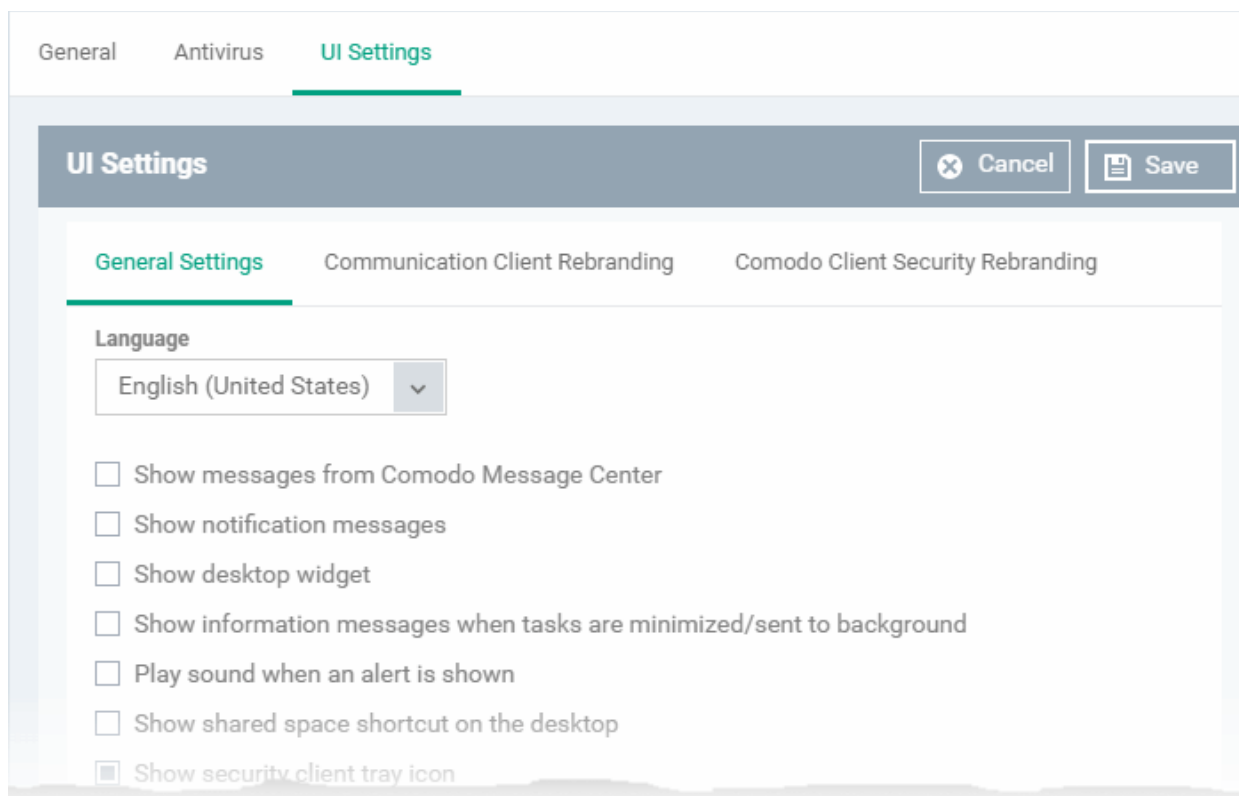 General Antivirus UI Settings
UI Settings Cancel Save
General Settings Communication Client Rebranding Comodo Client Security Rebranding
Language
English (United States)
Show messages from Comodo Message Center
Show notification messages
Show desktop widget
Show information messages when tasks are minimized/sent to background
Play sound when an alert is shown
Show shared space shortcut on the desktop
Show security client tray icon